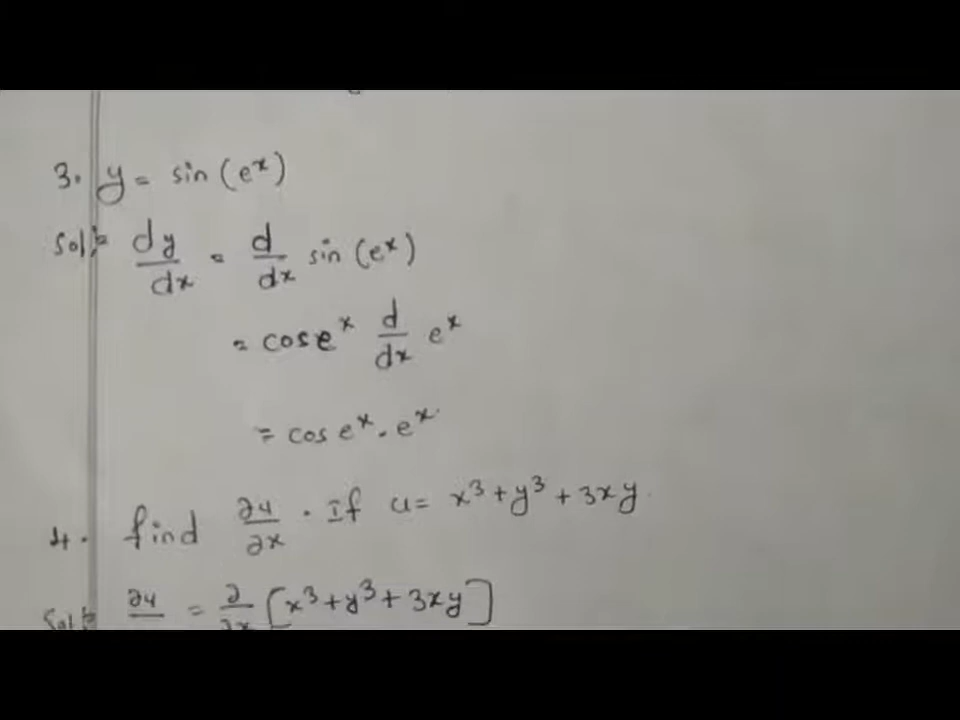 3. y = sin (e^x)
Sol:- dy/dx = d/dx sin (e^x)
= cos e^x d/dx e^x
= cos e^x . e^x.
4. find ∂u/∂x . If u = x^3 + y^3 + 3xy.
Sol:- ∂u = ∂/∂x [x^3 + y^3 + 3xy]